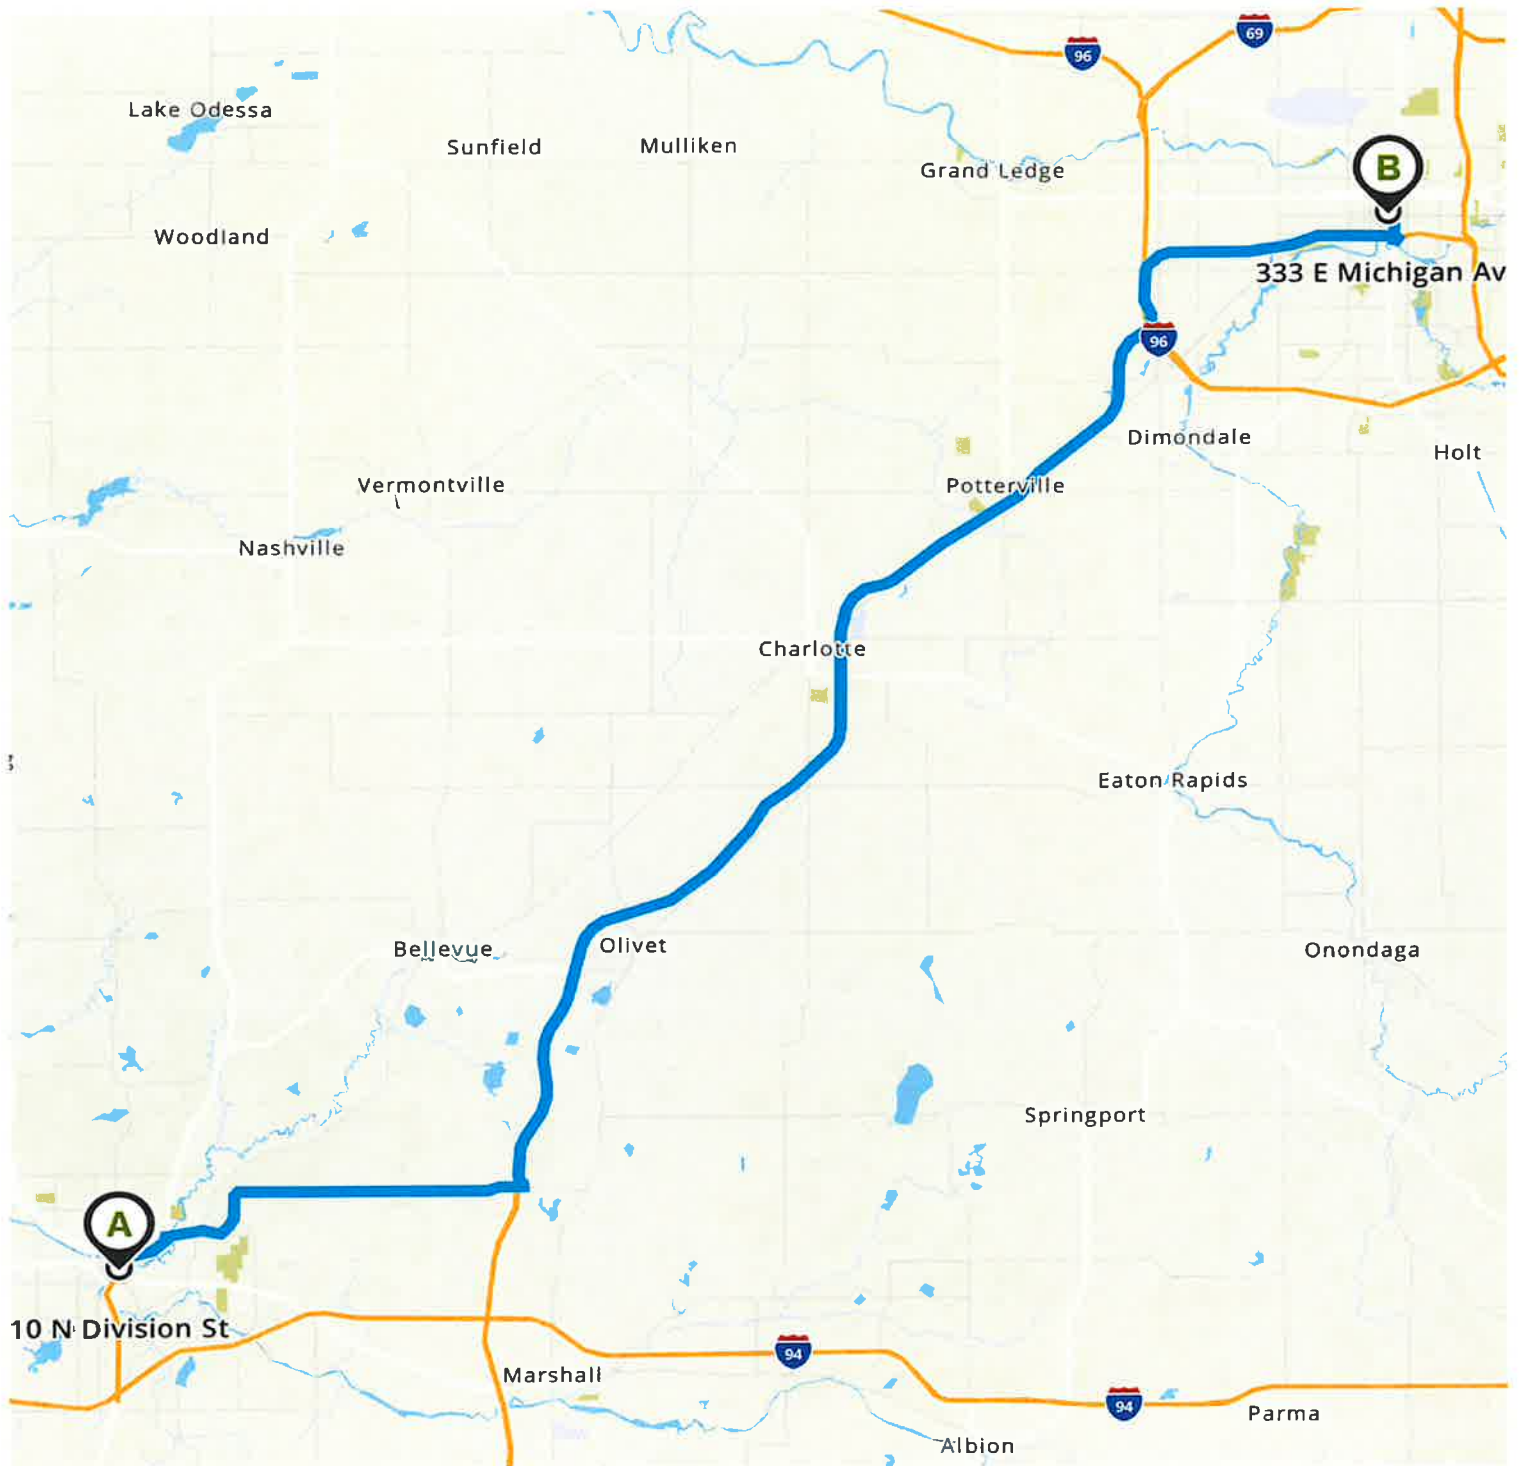 69
96
Lake Odessa
Sunfield
Mulliken
Grand Ledge
B
Woodland
333 E Michigan Av
96
Dimondale
Holt
Vermontville
Potterville
Nashville
Charlotte
Eaton Rapids
Bellevue
Olivet
Onondaga
Springport
A
10 N Division St
94
Marshall
94
Parma
Albion